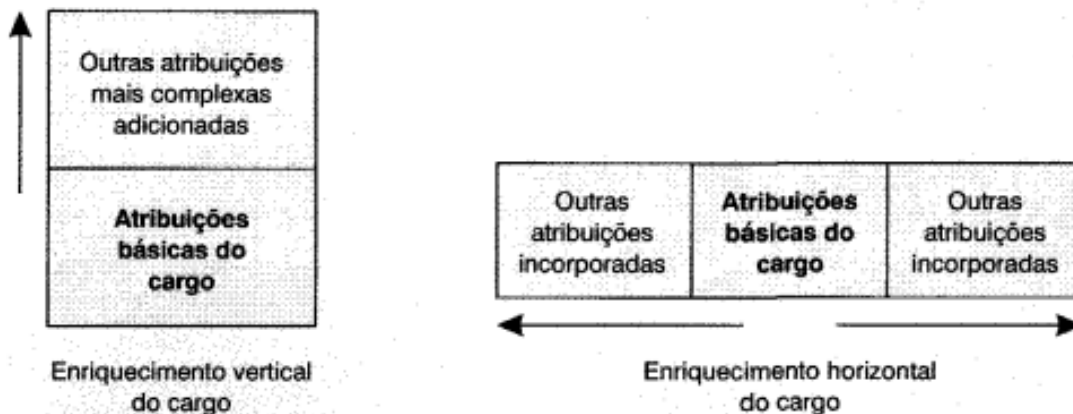 Outras atribuições
mais complexas
adicionadas
Atribuições
básicas do
cargo
Enriquecimento vertical
do cargo
Outras
atribuições
incorporadas
Atribuições
básicas do
cargo
Outras
atribuições
incorporadas
Enriquecimento horizontal
do cargo